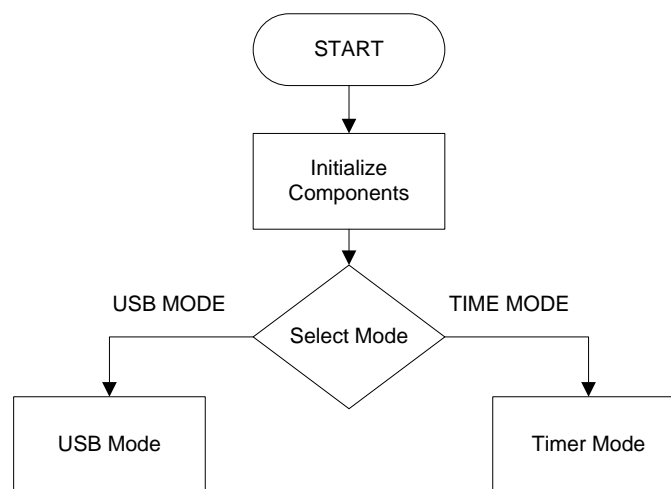 START
Initialize
Components
USB MODE
TIME MODE
Select Mode
USB Mode
Timer Mode